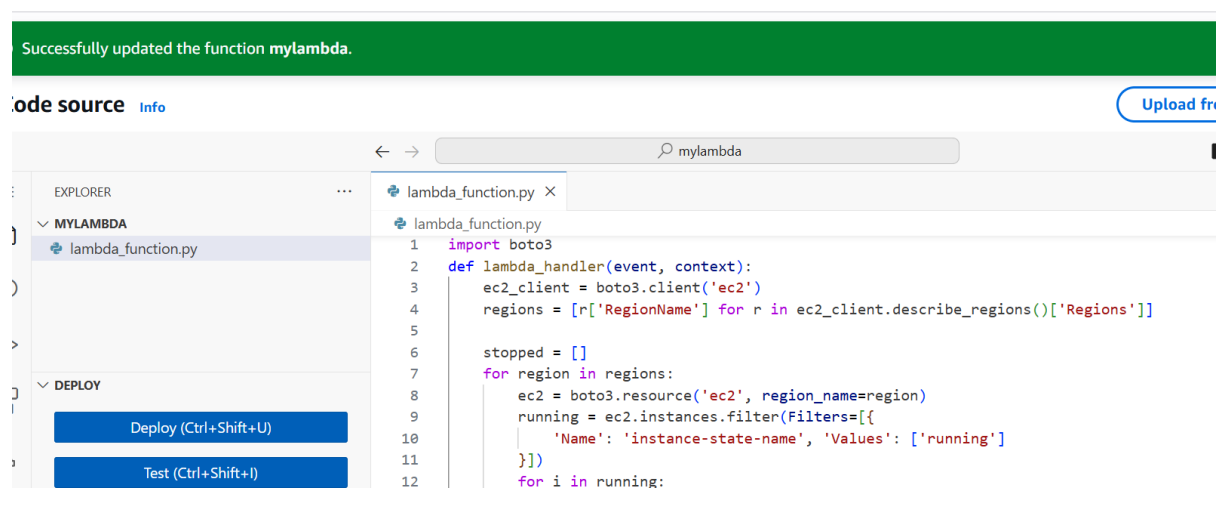 Successfully updated the function mylambda.
Code source Info
Upload fr
mylambda
EXPLORER
lambda_function.py
MYLAMBDA
lambda_function.py
lambda_function.py
1 import boto3
2 def lambda_handler(event, context):
3     ec2_client = boto3.client('ec2')
4     regions = [r['RegionName'] for r in ec2_client.describe_regions()['Regions']]
5
6     stopped = []
7     for region in regions:
8         ec2 = boto3.resource('ec2', region_name=region)
9         running = ec2.instances.filter(Filters=[{
10             'Name': 'instance-state-name', 'Values': ['running']
11         }])
12         for i in running:
DEPLOY
Deploy (Ctrl+Shift+U)
Test (Ctrl+Shift+I)